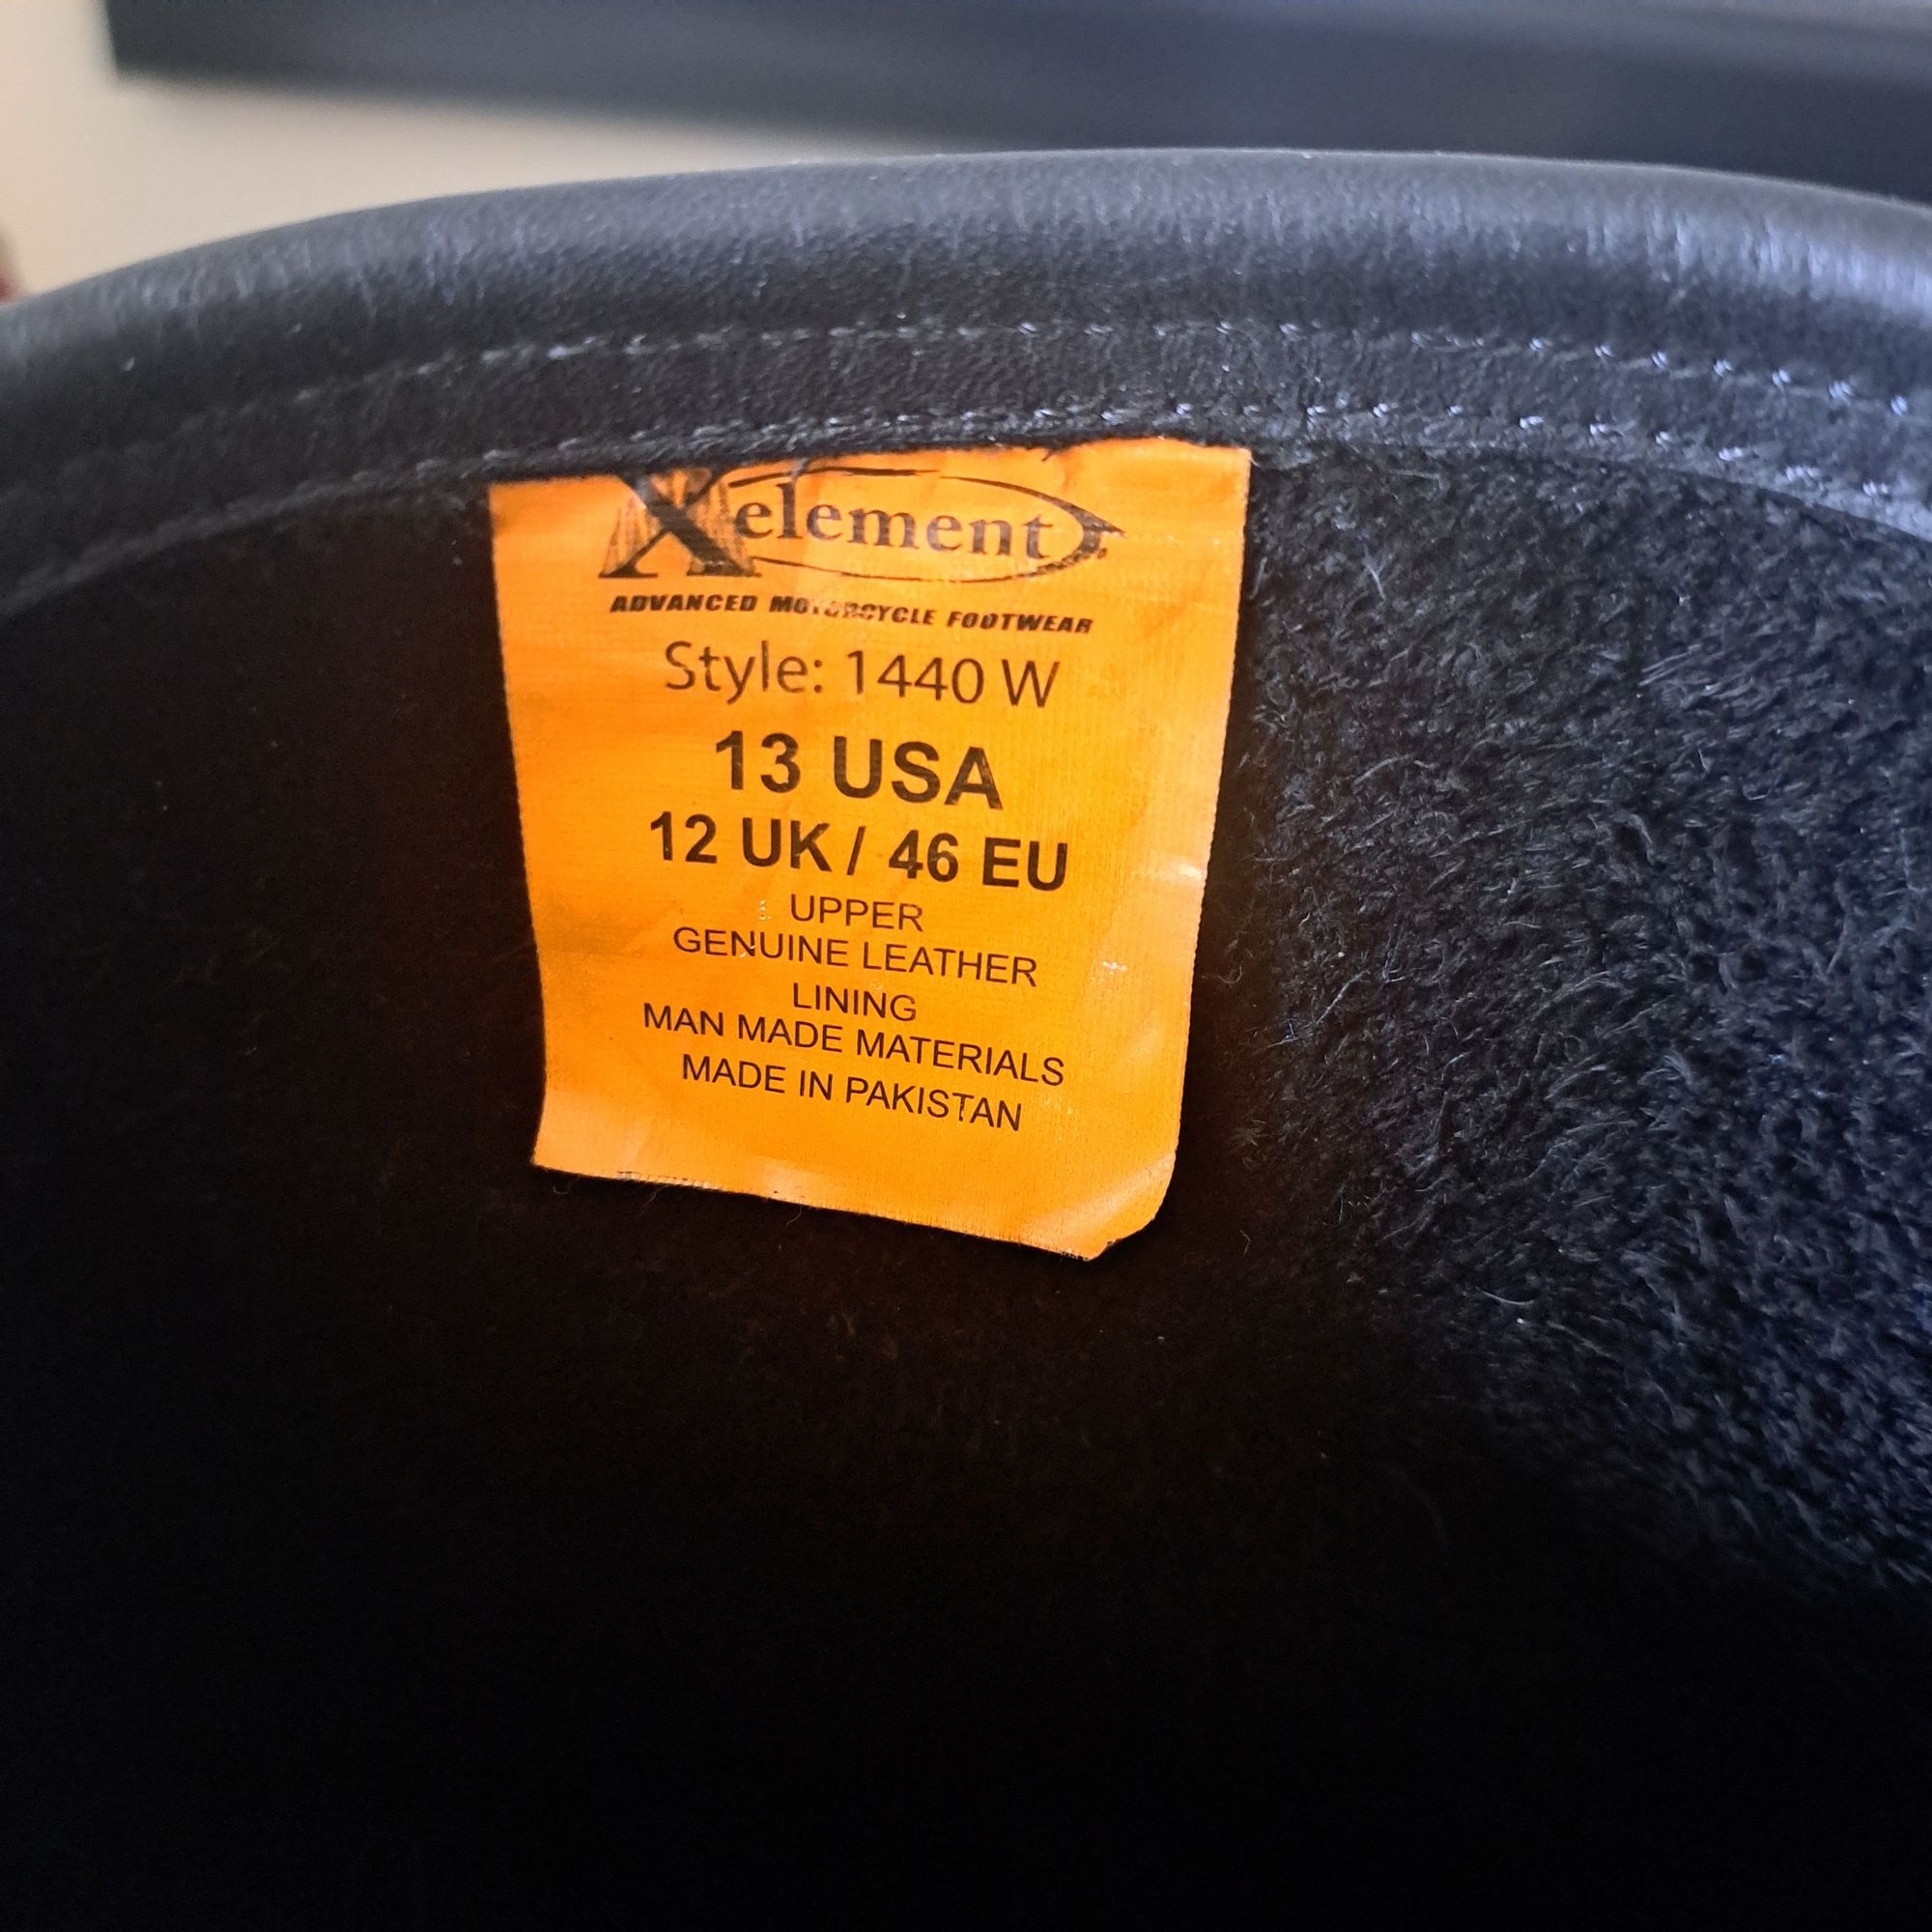 Xelement
ADVANCED MOTORCYCLE FOOTWEAR
Style: 1440 W
13 USA
12 UK / 46 EU
UPPER
GENUINE LEATHER
LINING
MAN MADE MATERIALS
MADE IN PAKISTAN